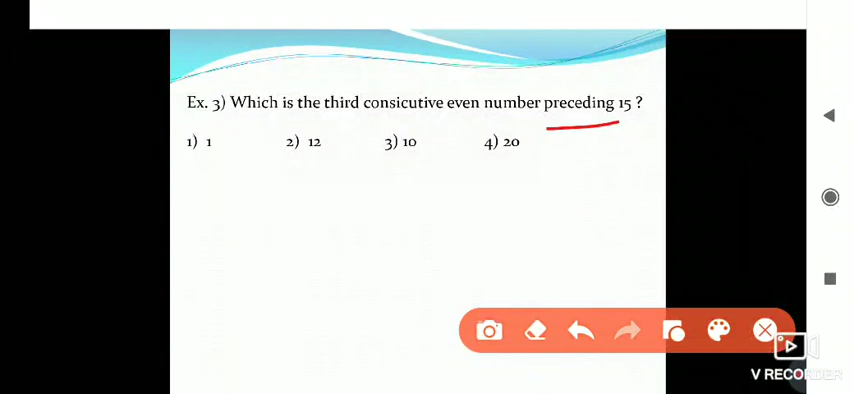 Ex. 3) Which is the third consicutive even number preceding 15 ?
1) 1 2) 12 3) 10 4) 20
V RECORDER